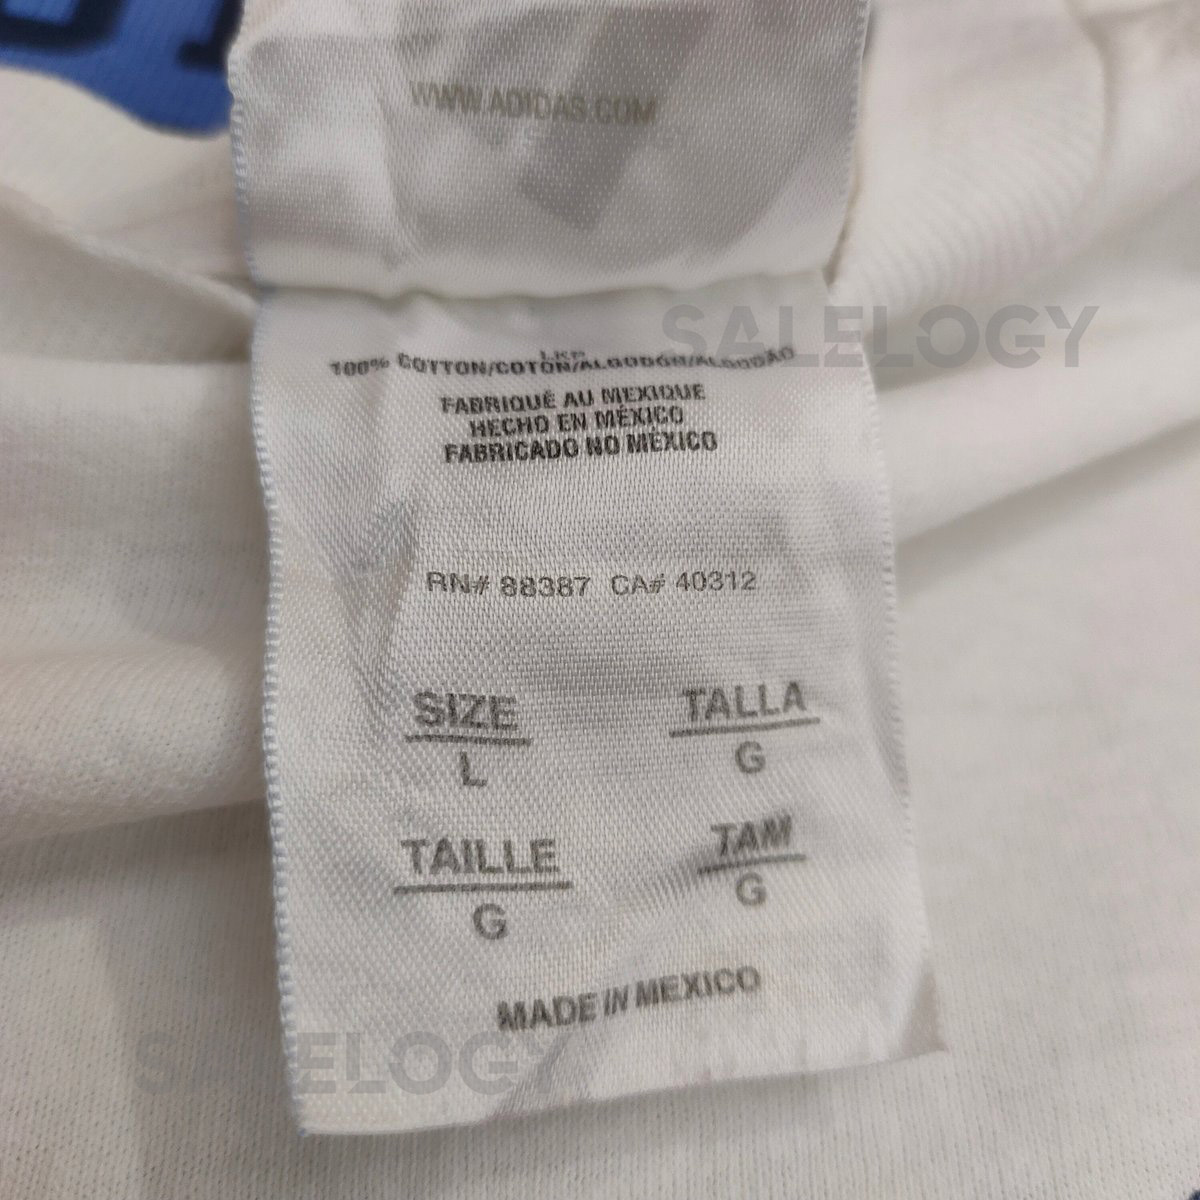 WWW.ADIDAS.COM
SALELOGY
100% COTTON/COTON/ALGODÓN/ALGODÃO
FABRIQUÉ AU MEXIQUE
HECHO EN MÉXICO
FABRICADO NO MÉXICO
RN# 88387 CA# 40312
SIZE TALLA
L G
TAILLE TAM
G G
MADE IN MEXICO
SALELOGY